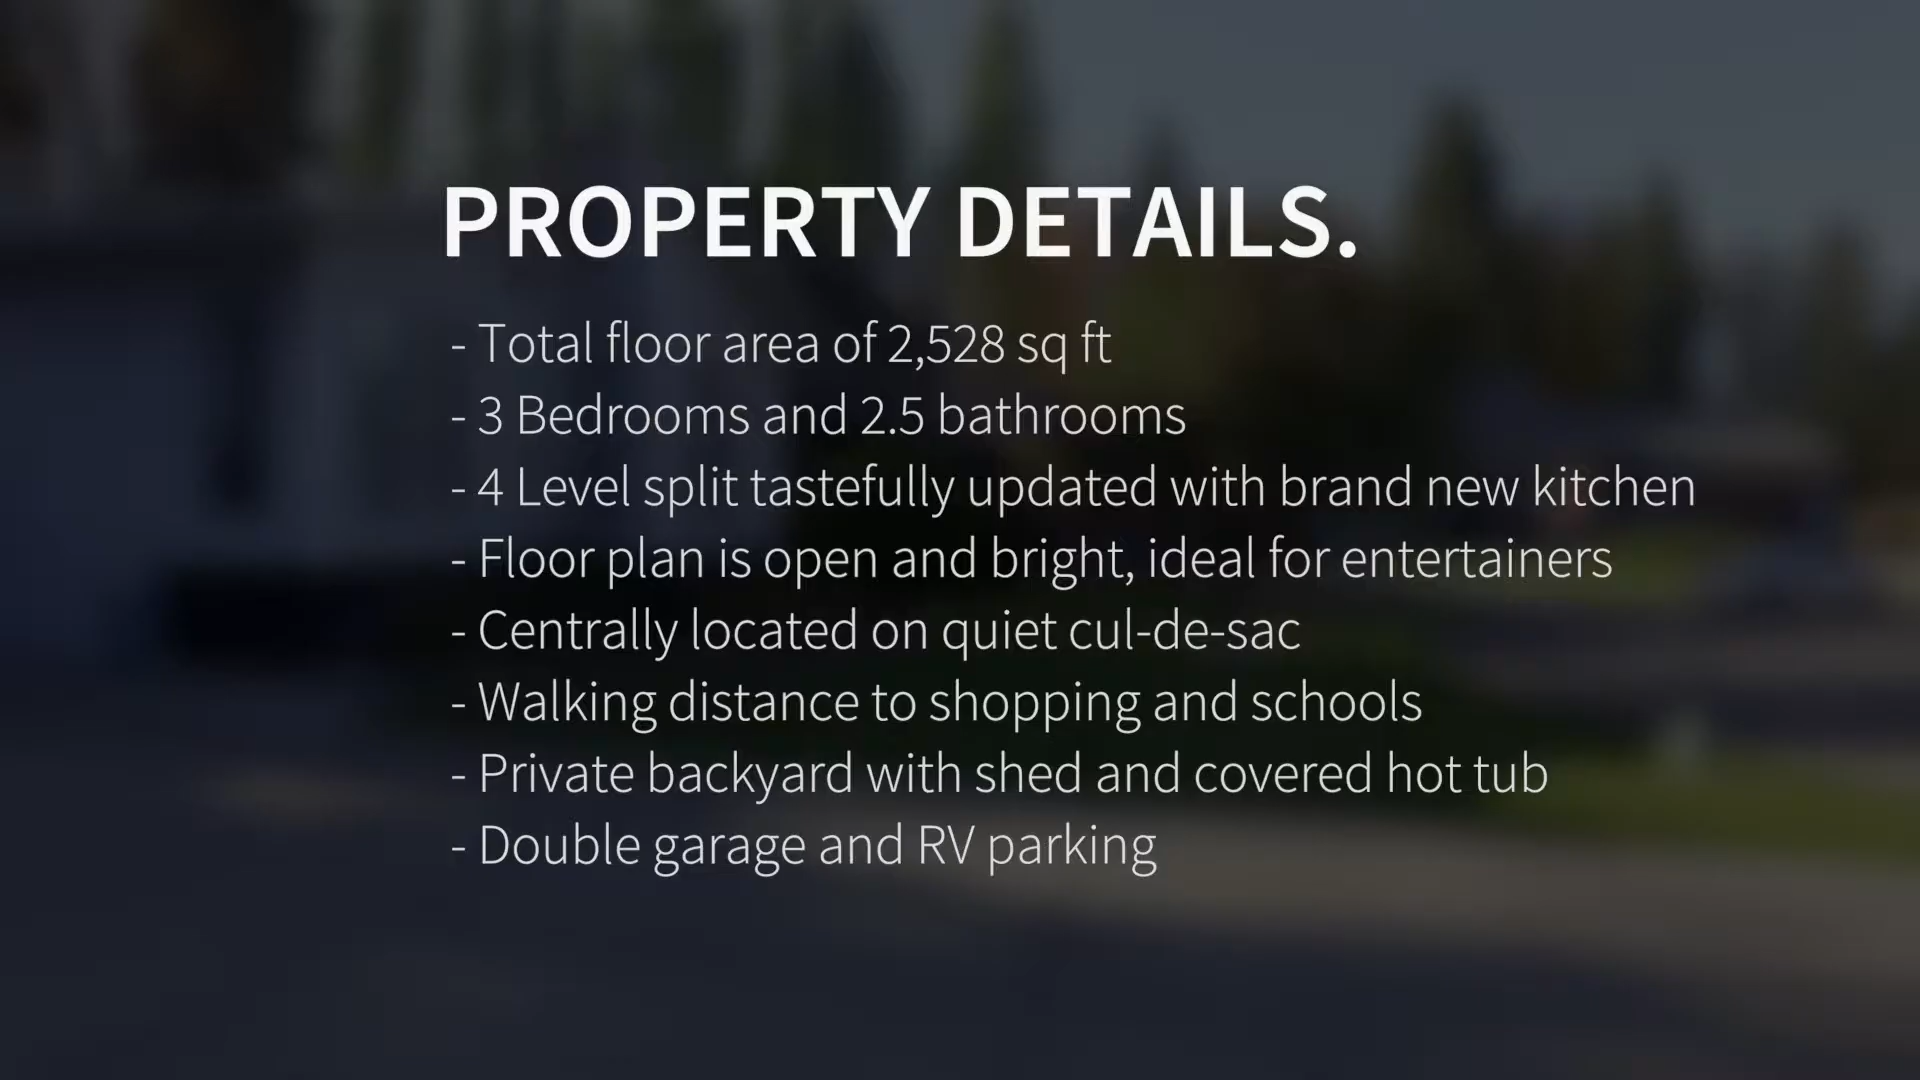 PROPERTY DETAILS.
- Total floor area of 2,528 sq ft
- 3 Bedrooms and 2.5 bathrooms
- 4 Level split tastefully updated with brand new kitchen
- Floor plan is open and bright, ideal for entertainers
- Centrally located on quiet cul-de-sac
- Walking distance to shopping and schools
- Private backyard with shed and covered hot tub
- Double garage and RV parking